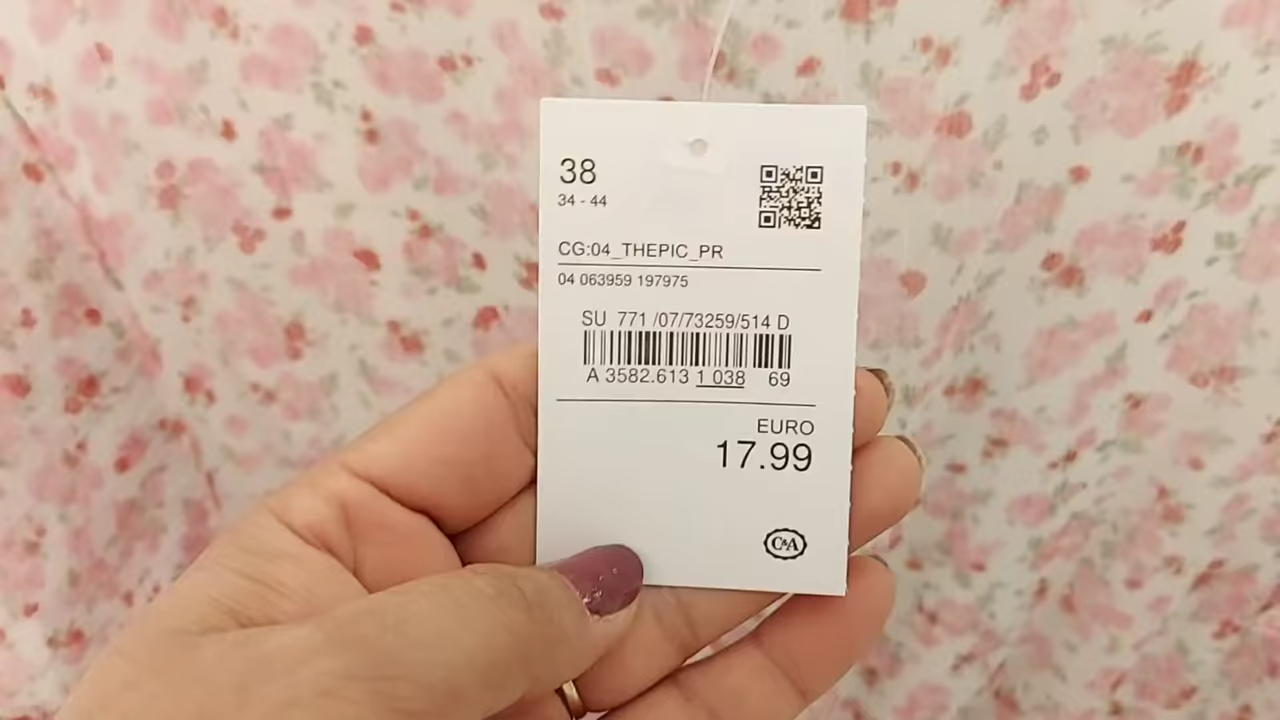 38
34 - 44
CG:04_THEPIC_PR
04 063959 197975
SU 771 /07/73259/514 D
A 3582.613 1 038 69
EURO
17.99
C&A